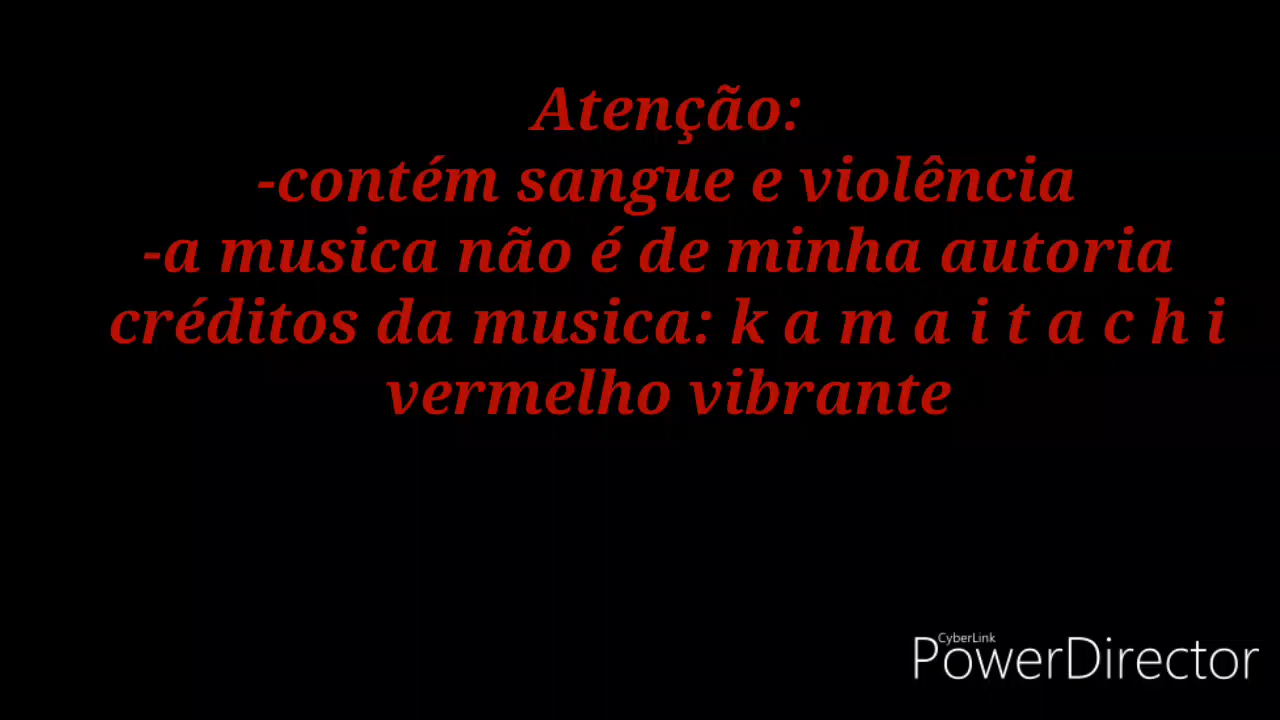 Atenção:
-contém sangue e violência
-a musica não é de minha autoria
créditos da musica: k a m a i t a c h i
vermelho vibrante
CyberLink
PowerDirector